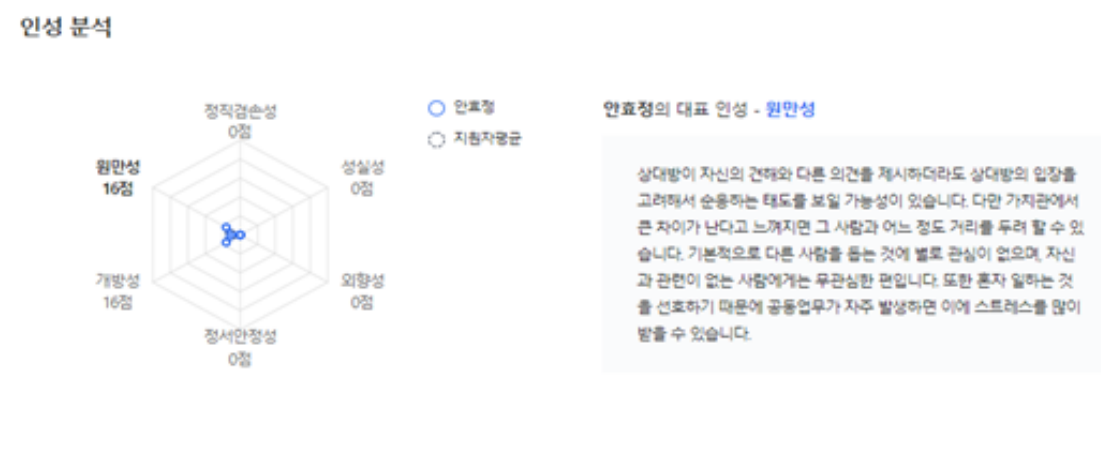 인성 분석
정직겸손성
0점
원만성
16점
성실성
0점
개방성
16점
외향성
0점
정서안정성
0점
안효정
지원자평균
안효정의 대표 인성 - 원만성
상대방이 자신의 견해와 다른 의견을 제시하더라도 상대방의 입장을
고려해서 순응하는 태도를 보일 가능성이 있습니다. 다만 가치관에서
큰 차이가 난다고 느껴지면 그 사람과 어느 정도 거리를 두려 할 수 있
습니다. 기본적으로 다른 사람을 돕는 것에 별로 관심이 없으며, 자신
과 관련이 없는 사람에게는 무관심한 편입니다. 또한 혼자 일하는 것
을 선호하기 때문에 공동업무가 자주 발생하면 이에 스트레스를 많이
받을 수 있습니다.